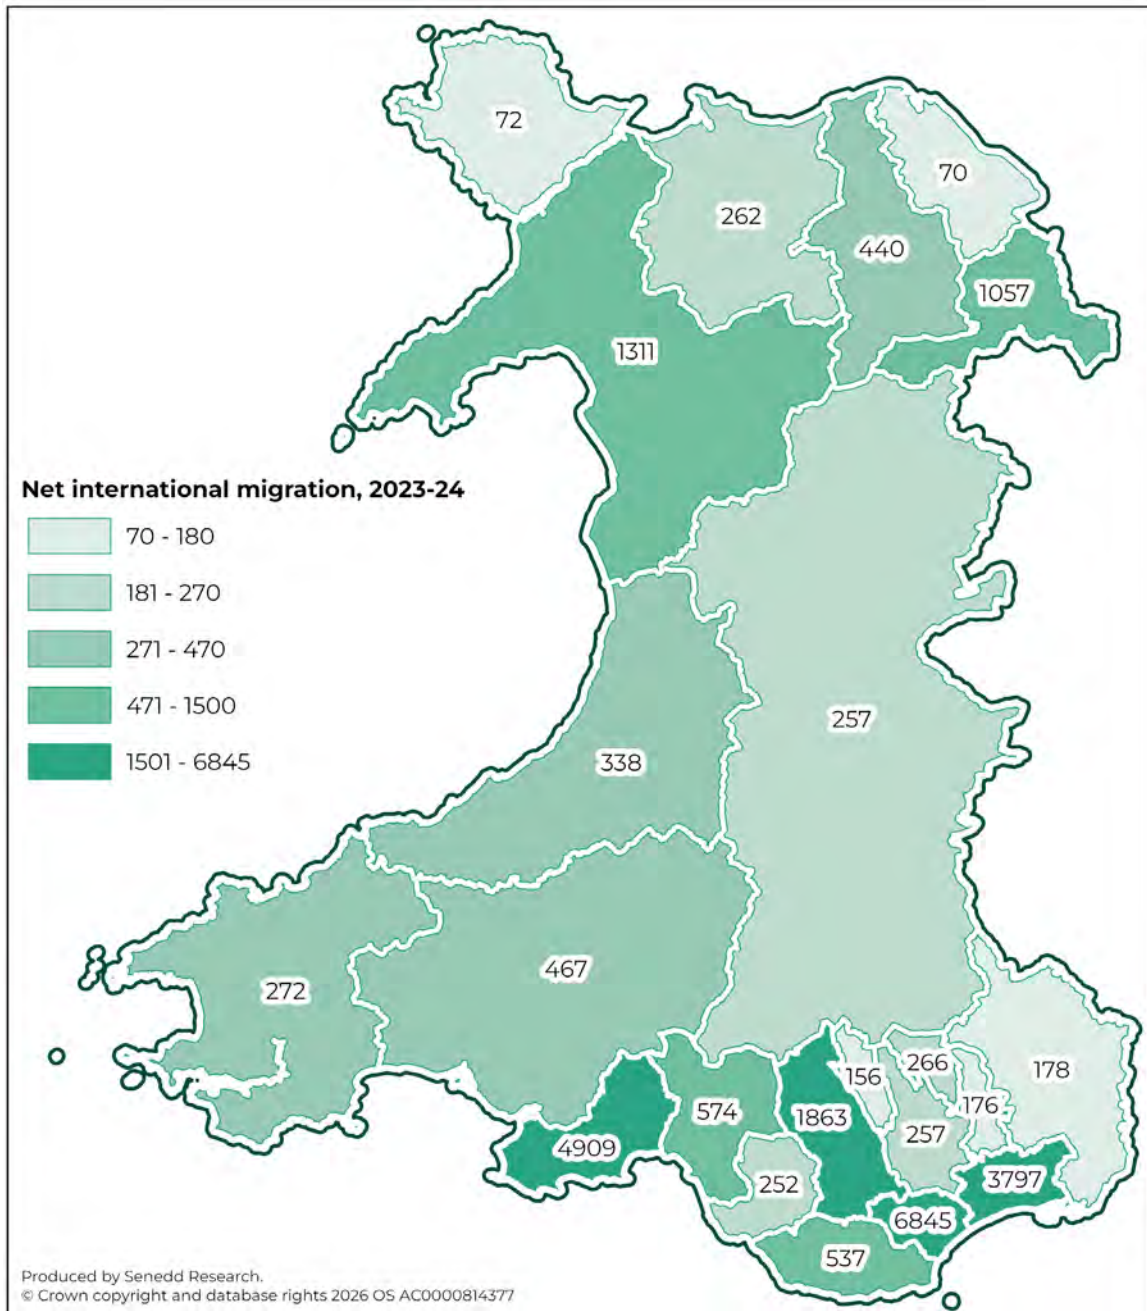 72
70
262
440
1057
1311
Net international migration, 2023-24
70 - 180
181 - 270
271 - 470
471 - 1500
1501 - 6845
257
338
467
272
178
156
266
176
574
1863
257
4909
252
3797
6845
537
Produced by Senedd Research.
© Crown copyright and database rights 2026 OS AC0000814377